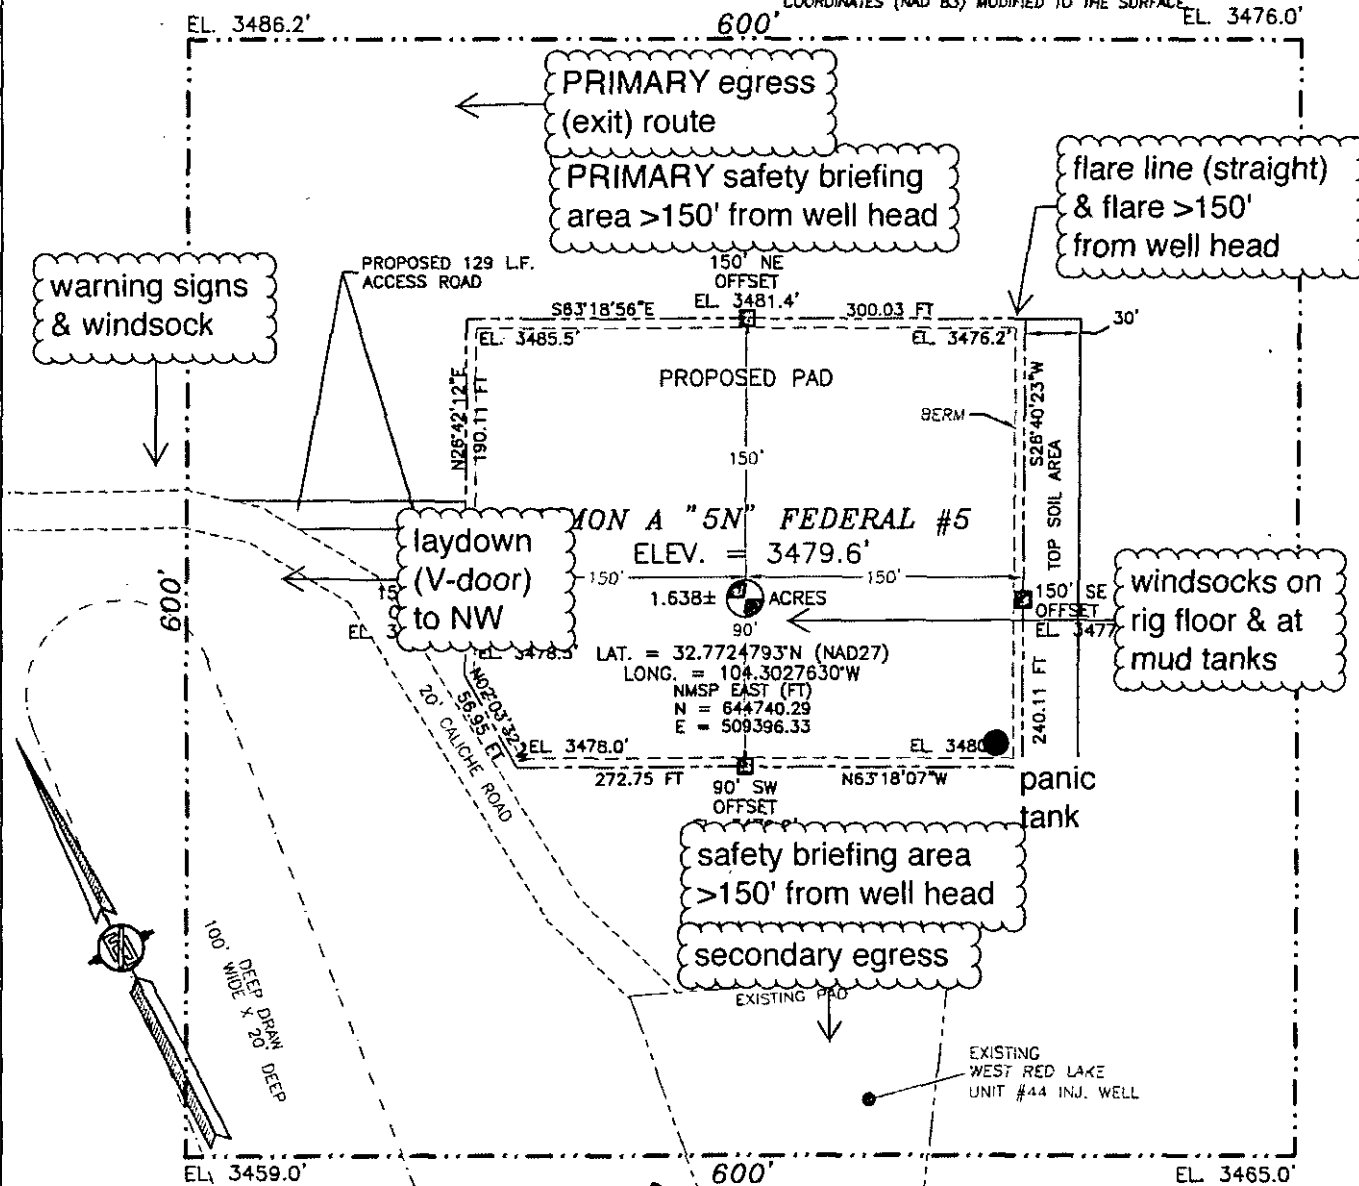 COORDINATES (NAD 83) MODIFIED TO THE SURFACE
EL. 3486.2'
600'
EL. 3476.0'
PRIMARY egress
(exit) route
PRIMARY safety briefing
area >150' from well head
flare line (straight)
& flare >150'
from well head
warning signs
& windsock
PROPOSED 129 L.F.
ACCESS ROAD
150' NE
OFFSET
EL. 3481.4'
S63°18'56"E
300.03 FT
30'
EL. 3485.5'
EL. 3476.2'
PROPOSED PAD
N26°42'12"E
190.11 FT
BERM
S26°40'23"W
TOP SOIL AREA
150'
"5N" FEDERAL #5
ELEV. = 3479.6'
laydown
(V-door)
to NW
150'
150'
1.638± ACRES
90'
600'
150' SE
OFFSET
windsocks on
rig floor & at
mud tanks
LAT. = 32.7724793°N (NAD27)
LONG. = 104.3027630°W
NMSP EAST (FT)
N = 644740.29
E = 509396.33
N02°03'32"W
56.95 FT
20' CALICHE ROAD
240.11 FT
EL. 3478.0'
272.75 FT
90' SW
OFFSET
N63°18'07"W
panic
tank
safety briefing area
>150' from well head
secondary egress
EXISTING PAD
DEEP DRAW
100' WIDE X 20' DEEP
EXISTING
WEST RED LAKE
UNIT #44 INJ. WELL
EL. 3459.0'
600'
EL. 3465.0'